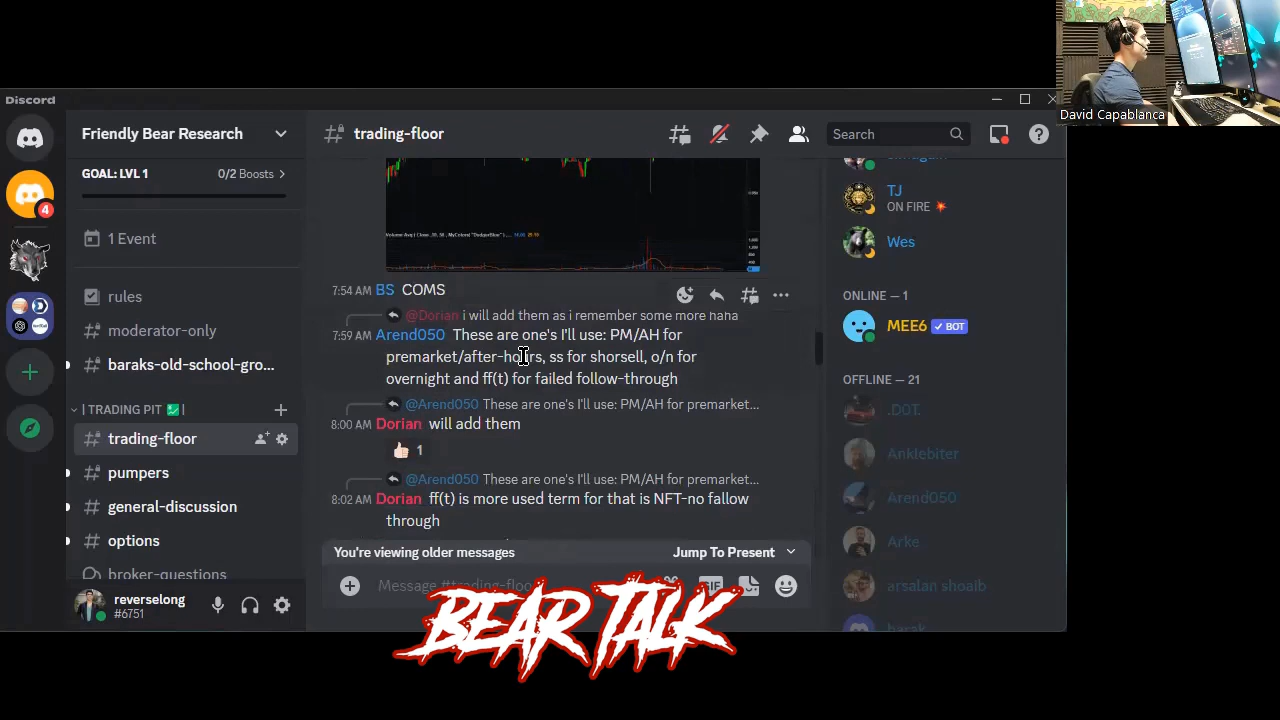 David Capablanca
Discord
Friendly Bear Research
trading-floor
Search
GOAL: LVL 1
0/2 Boosts
1 Event
rules
moderator-only
baraks-old-school-gro...
| TRADING PIT |
trading-floor
pumpers
general-discussion
options
broker-questions
reverselong
#6751
4
7:54 AM BS COMS
@Dorian i will add them as i remember some more haha
7:59 AM Arend050 These are one's I'll use: PM/AH for
premarket/after-hours, ss for shorsell, o/n for
overnight and ff(t) for failed follow-through
@Arend050 These are one's I'll use: PM/AH for premarket...
8:00 AM Dorian will add them
1
@Arend050 These are one's I'll use: PM/AH for premarket...
8:02 AM Dorian ff(t) is more used term for that is NFT-no fallow
through
You're viewing older messages
Jump To Present
Message #trading-floo
GIF
BEAR TALK
TJ
ON FIRE
Wes
ONLINE — 1
MEE6 BOT
OFFLINE — 21
.D0T.
Anklebiter
Arend050
Arke
arsalan shoaib
barak